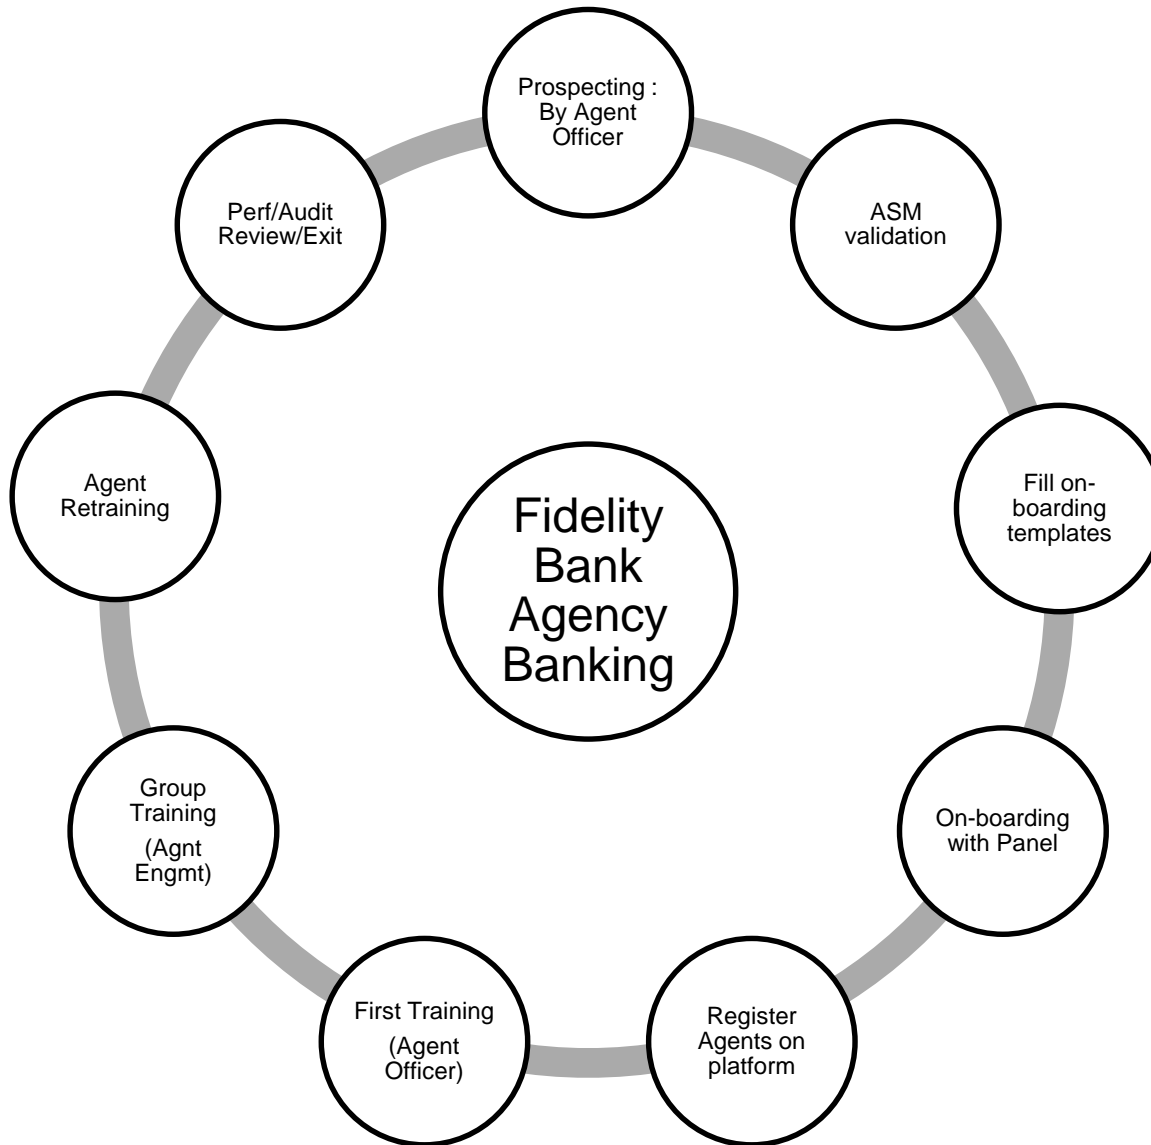 Prospecting :
By Agent
Officer
ASM
validation
Fill on-
boarding
templates
On-boarding
with Panel
Register
Agents on
platform
First Training
(Agent
Officer)
Group
Training
(Agnt
Engmt)
Agent
Retraining
Perf/Audit
Review/Exit
Fidelity
Bank
Agency
Banking